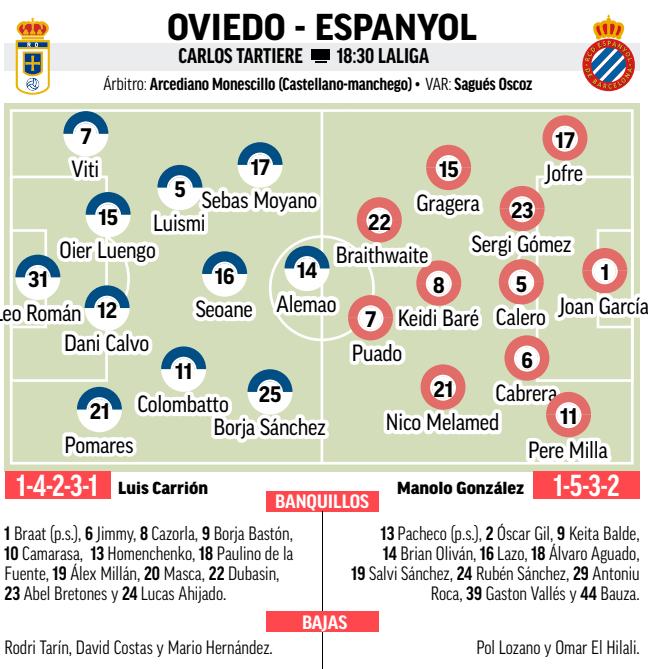 OVIEDO - ESPANYOL
CARLOS TARTIERE 18:30 LALIGA
Árbitro: Arcediano Monescillo (Castellano-manchego) • VAR: Sagués Oscoz
RO
RCD ESPANYOL DE BARCELONA
7
Viti
15
Oier Luengo
31
Leo Román
12
Dani Calvo
21
Pomares
5
Luismi
17
Sebas Moyano
16
Seoane
14
Alemao
11
Colombatto
25
Borja Sánchez
22
Braithwaite
7
Puado
15
Gragera
8
Keidi Baré
21
Nico Melamed
17
Jofre
23
Sergi Gómez
5
Calero
6
Cabrera
11
Pere Milla
1
Joan García
1-4-2-3-1 Luis Carrión
Manolo González 1-5-3-2
BANQUILLOS
1 Braat (p.s.), 6 Jimmy, 8 Cazorla, 9 Borja Bastón,
10 Camarasa, 13 Homenchenko, 18 Paulino de la
Fuente, 19 Álex Millán, 20 Masca, 22 Dubasin,
23 Abel Bretones y 24 Lucas Ahijado.
13 Pacheco (p.s.), 2 Óscar Gil, 9 Keita Balde,
14 Brian Oliván, 16 Lazo, 18 Álvaro Aguado,
19 Salvi Sánchez, 24 Rubén Sánchez, 29 Antoniu
Roca, 39 Gaston Vallés y 44 Bauza.
BAJAS
Rodri Tarín, David Costas y Mario Hernández.
Pol Lozano y Omar El Hilali.